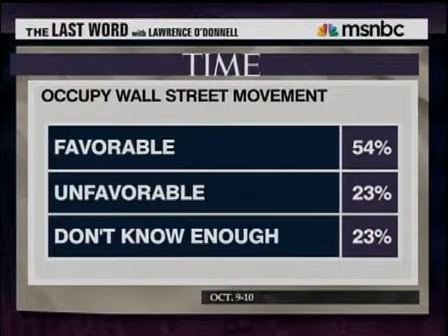 THE LAST WORD WITH LAWRENCE O'DONNELL
msnbc
TIME
OCCUPY WALL STREET MOVEMENT
FAVORABLE 54%
UNFAVORABLE 23%
DON'T KNOW ENOUGH 23%
OCT. 9-10